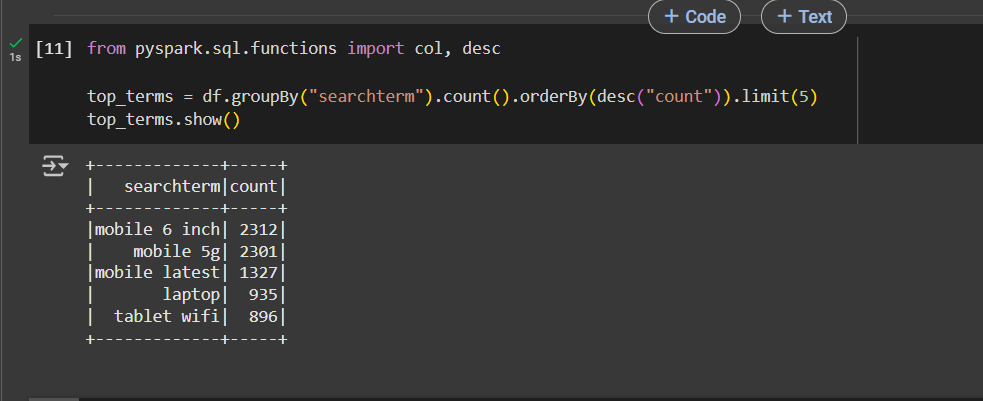 + Code + Text
1s
[11] from pyspark.sql.functions import col, desc
top_terms = df.groupBy("searchterm").count().orderBy(desc("count")).limit(5)
top_terms.show()
+-------------+-----+
|   searchterm|count|
+-------------+-----+
|mobile 6 inch| 2312|
|    mobile 5g| 2301|
|mobile latest| 1327|
|       laptop|  935|
|  tablet wifi|  896|
+-------------+-----+